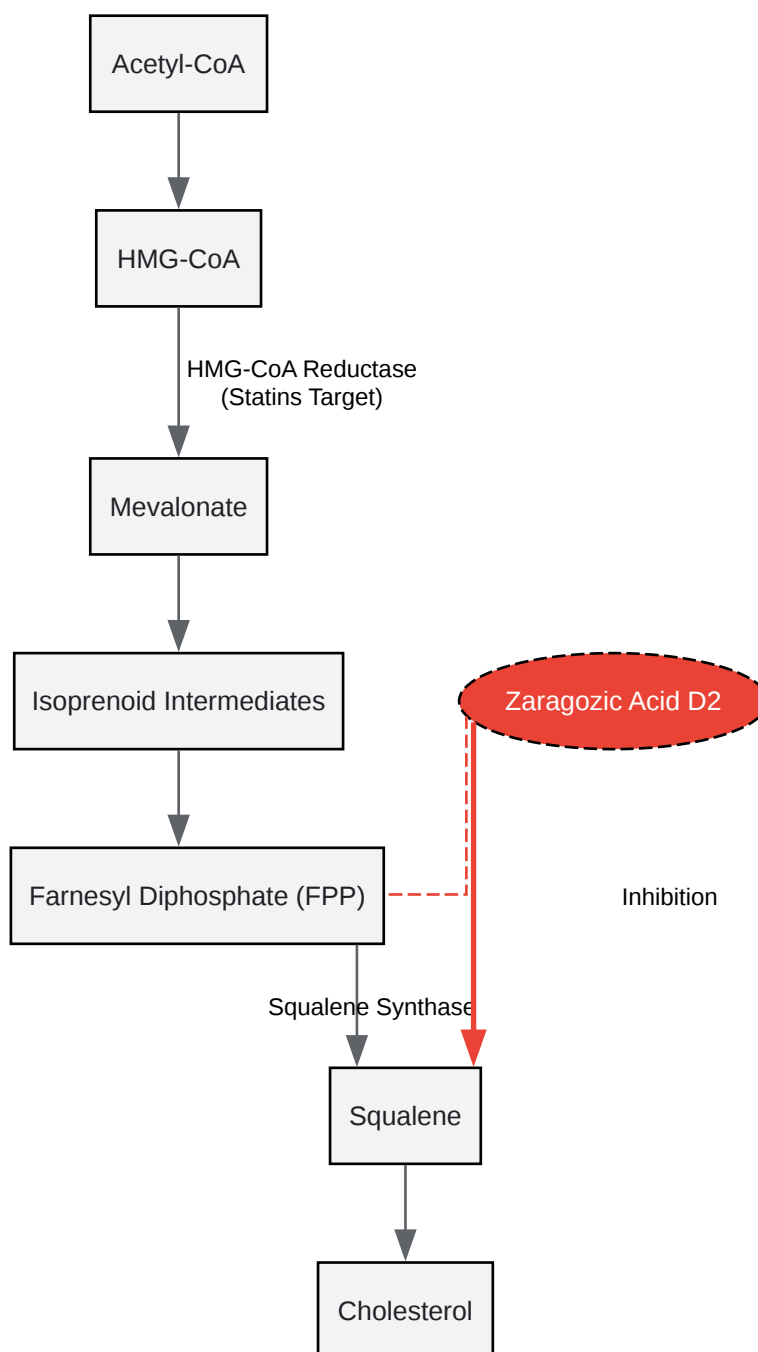 Acetyl-CoA
HMG-CoA
HMG-CoA Reductase
(Statins Target)
Mevalonate
Isoprenoid Intermediates
Zaragozic Acid D2
Farnesyl Diphosphate (FPP)
Inhibition
Squalene Synthase
Squalene
Cholesterol